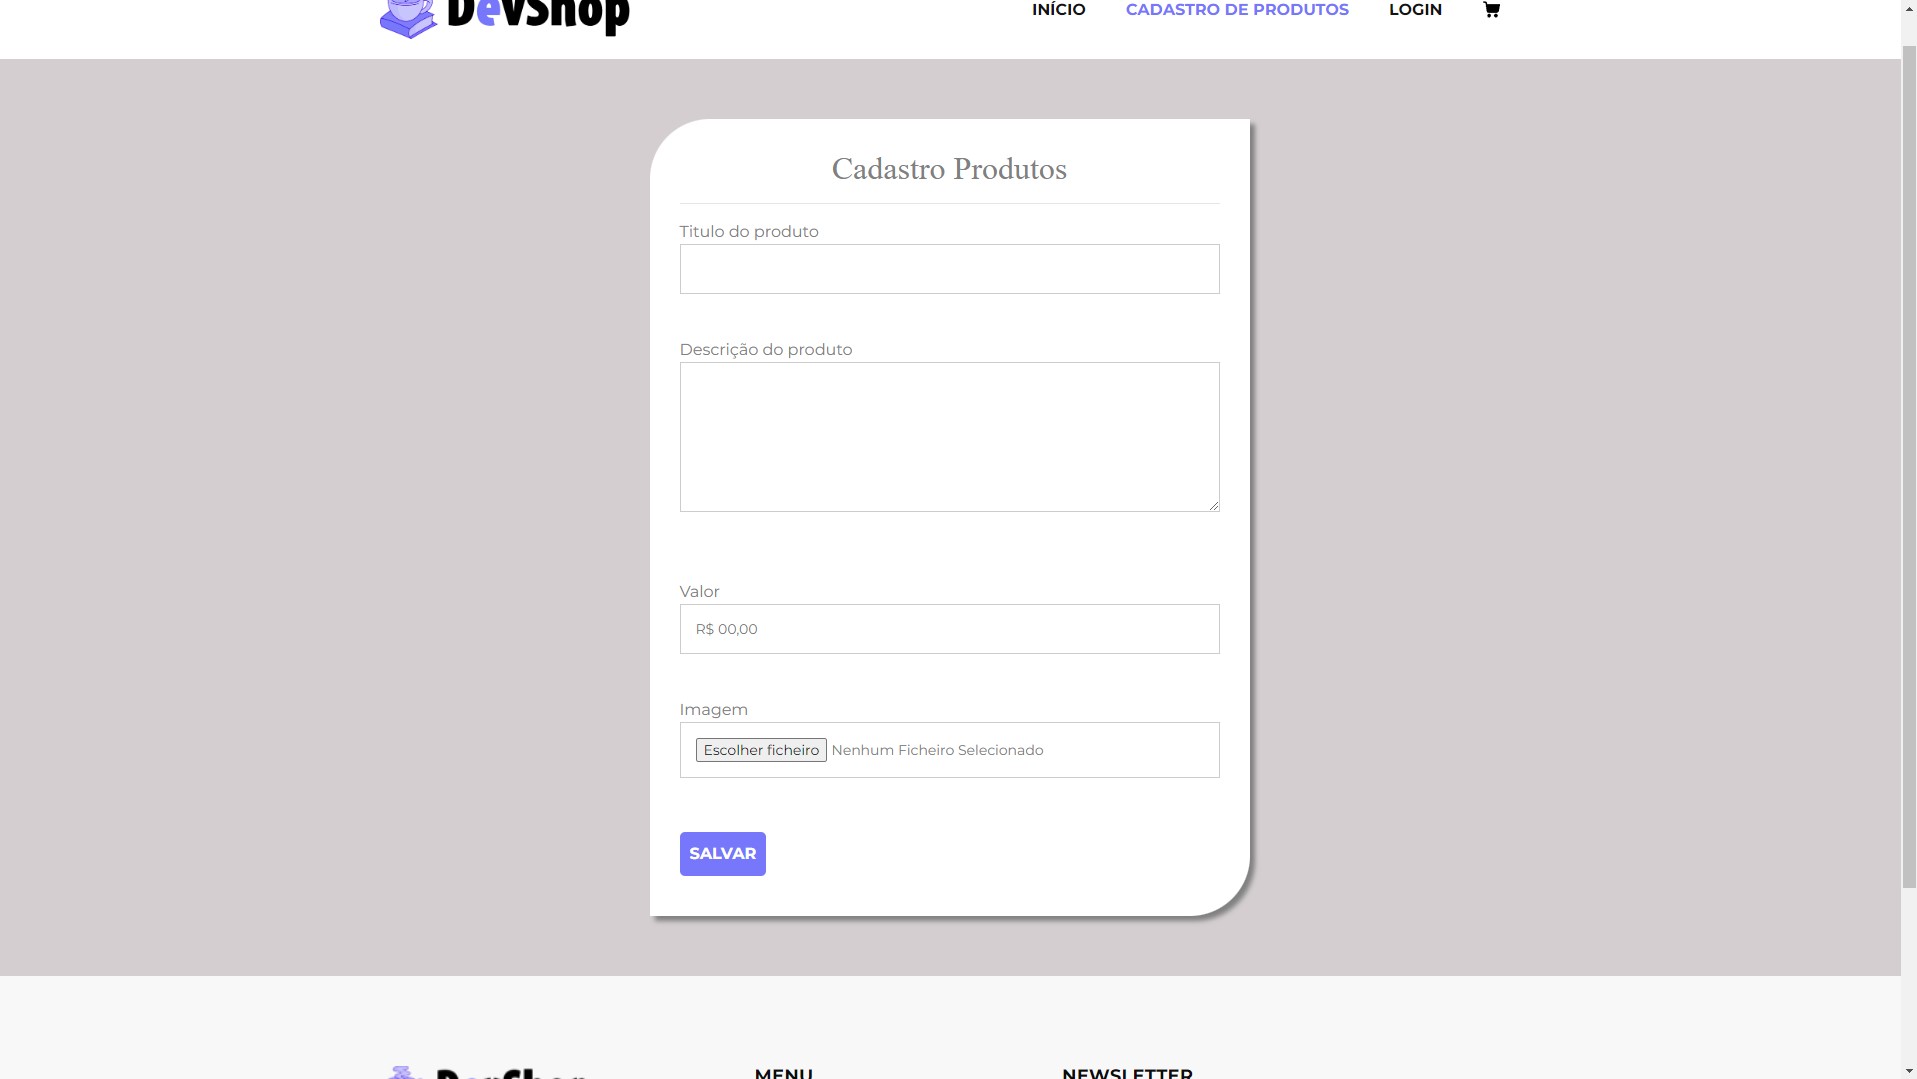 DevShop
INÍCIO CADASTRO DE PRODUTOS LOGIN
Cadastro Produtos
Titulo do produto
Descrição do produto
Valor
R$ 00,00
Imagem
Escolher ficheiro Nenhum Ficheiro Selecionado
SALVAR
DevShop MENU NEWSLETTER